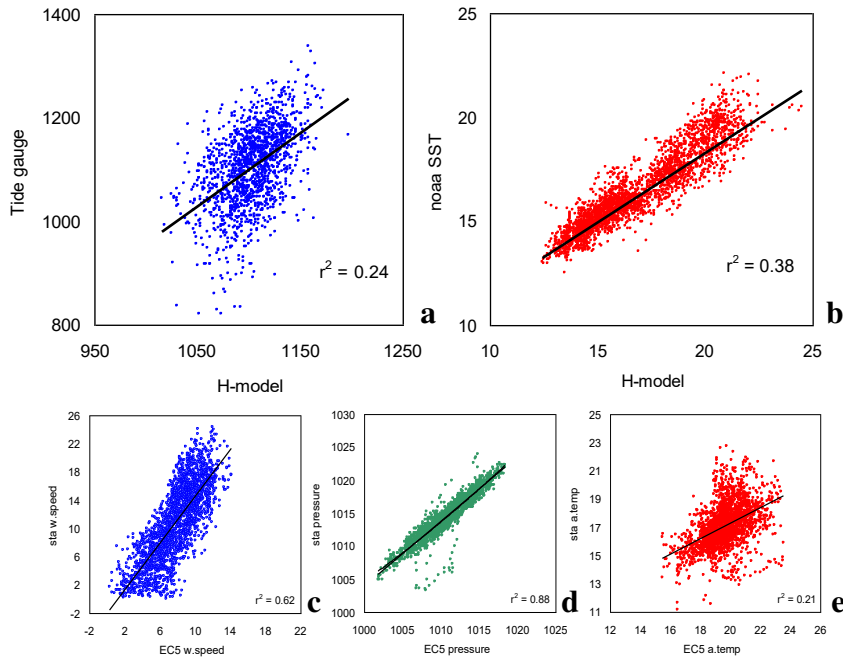 1400
1200
1000
800
Tide gauge
950 1050 1150 1250
H-model
r² = 0.24
a
25
20
15
10
noaa SST
10 15 20 25
H-model
r² = 0.38
b
26
22
18
14
10
6
2
-2
sta w.speed
-2 2 6 10 14 18 22
EC5 w.speed
r² = 0.62
c
1030
1025
1020
1015
1010
1005
1000
sta pressure
1000 1005 1010 1015 1020 1025
EC5 pressure
r² = 0.88
d
25
23
21
19
17
15
13
11
sta a.temp
12 14 16 18 20 22 24 26
EC5 a.temp
r² = 0.21
e